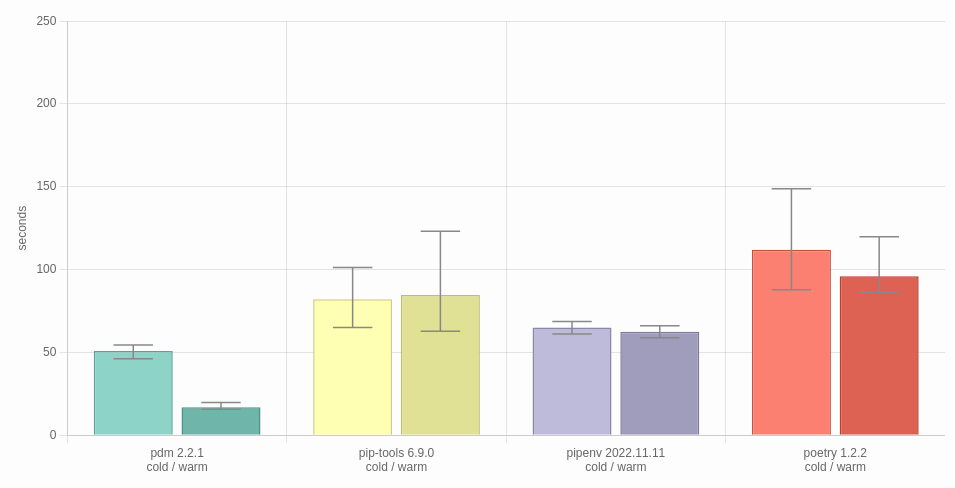 250
200
150
100
50
0
seconds
pdm 2.2.1
cold / warm
pip-tools 6.9.0
cold / warm
pipenv 2022.11.11
cold / warm
poetry 1.2.2
cold / warm